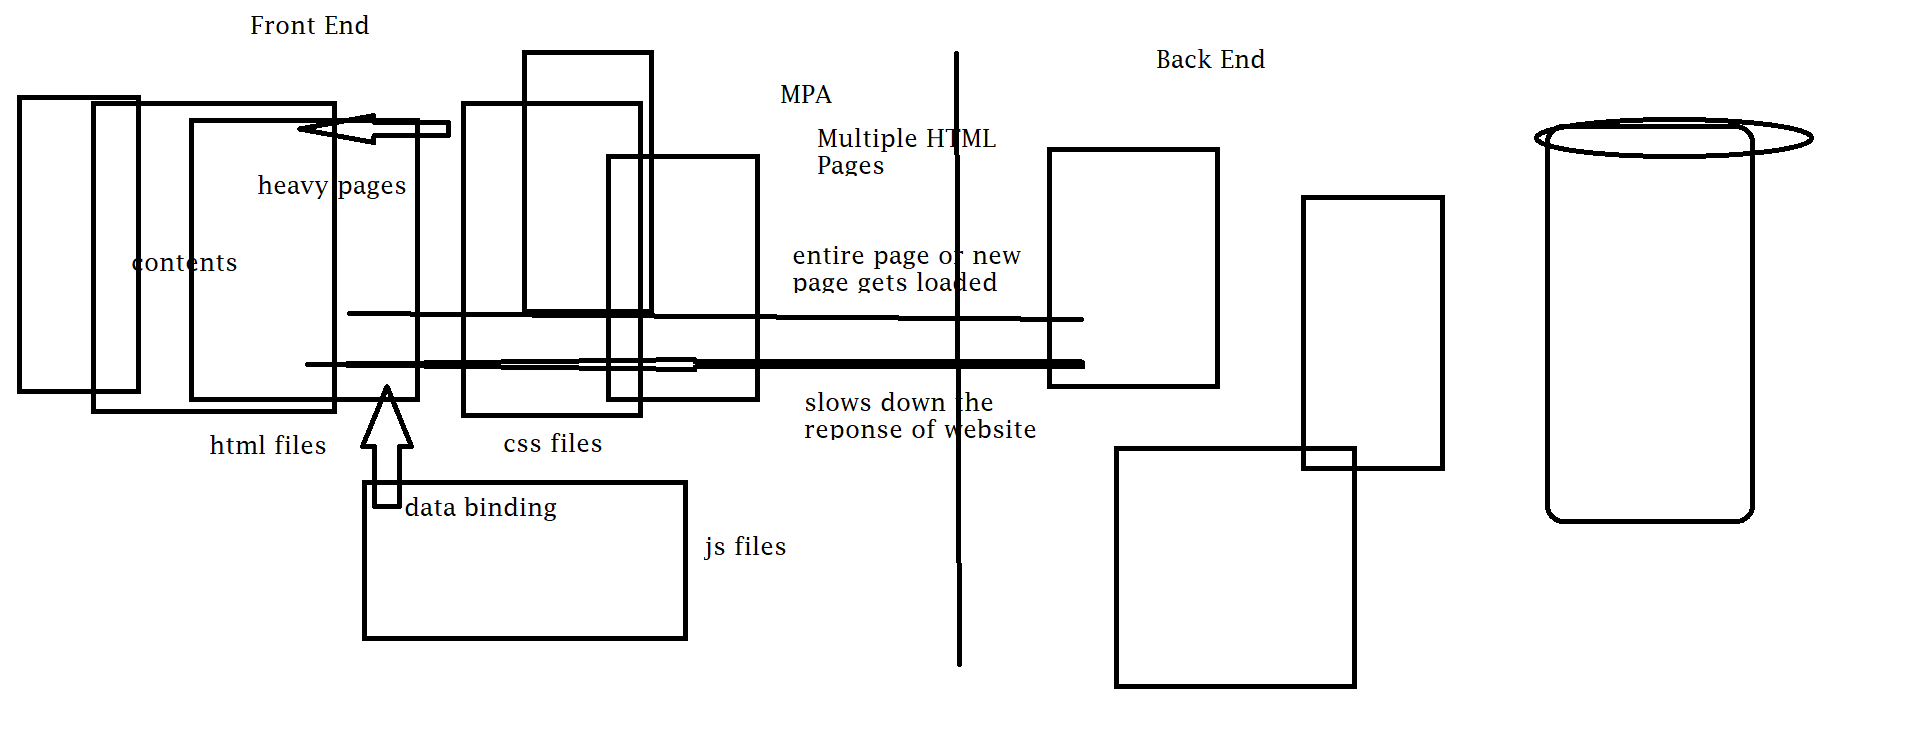 Front End
Back End
MPA
Multiple HTML
Pages
heavy pages
contents
entire page or new
page gets loaded
slows down the
reponse of website
html files
css files
data binding
js files